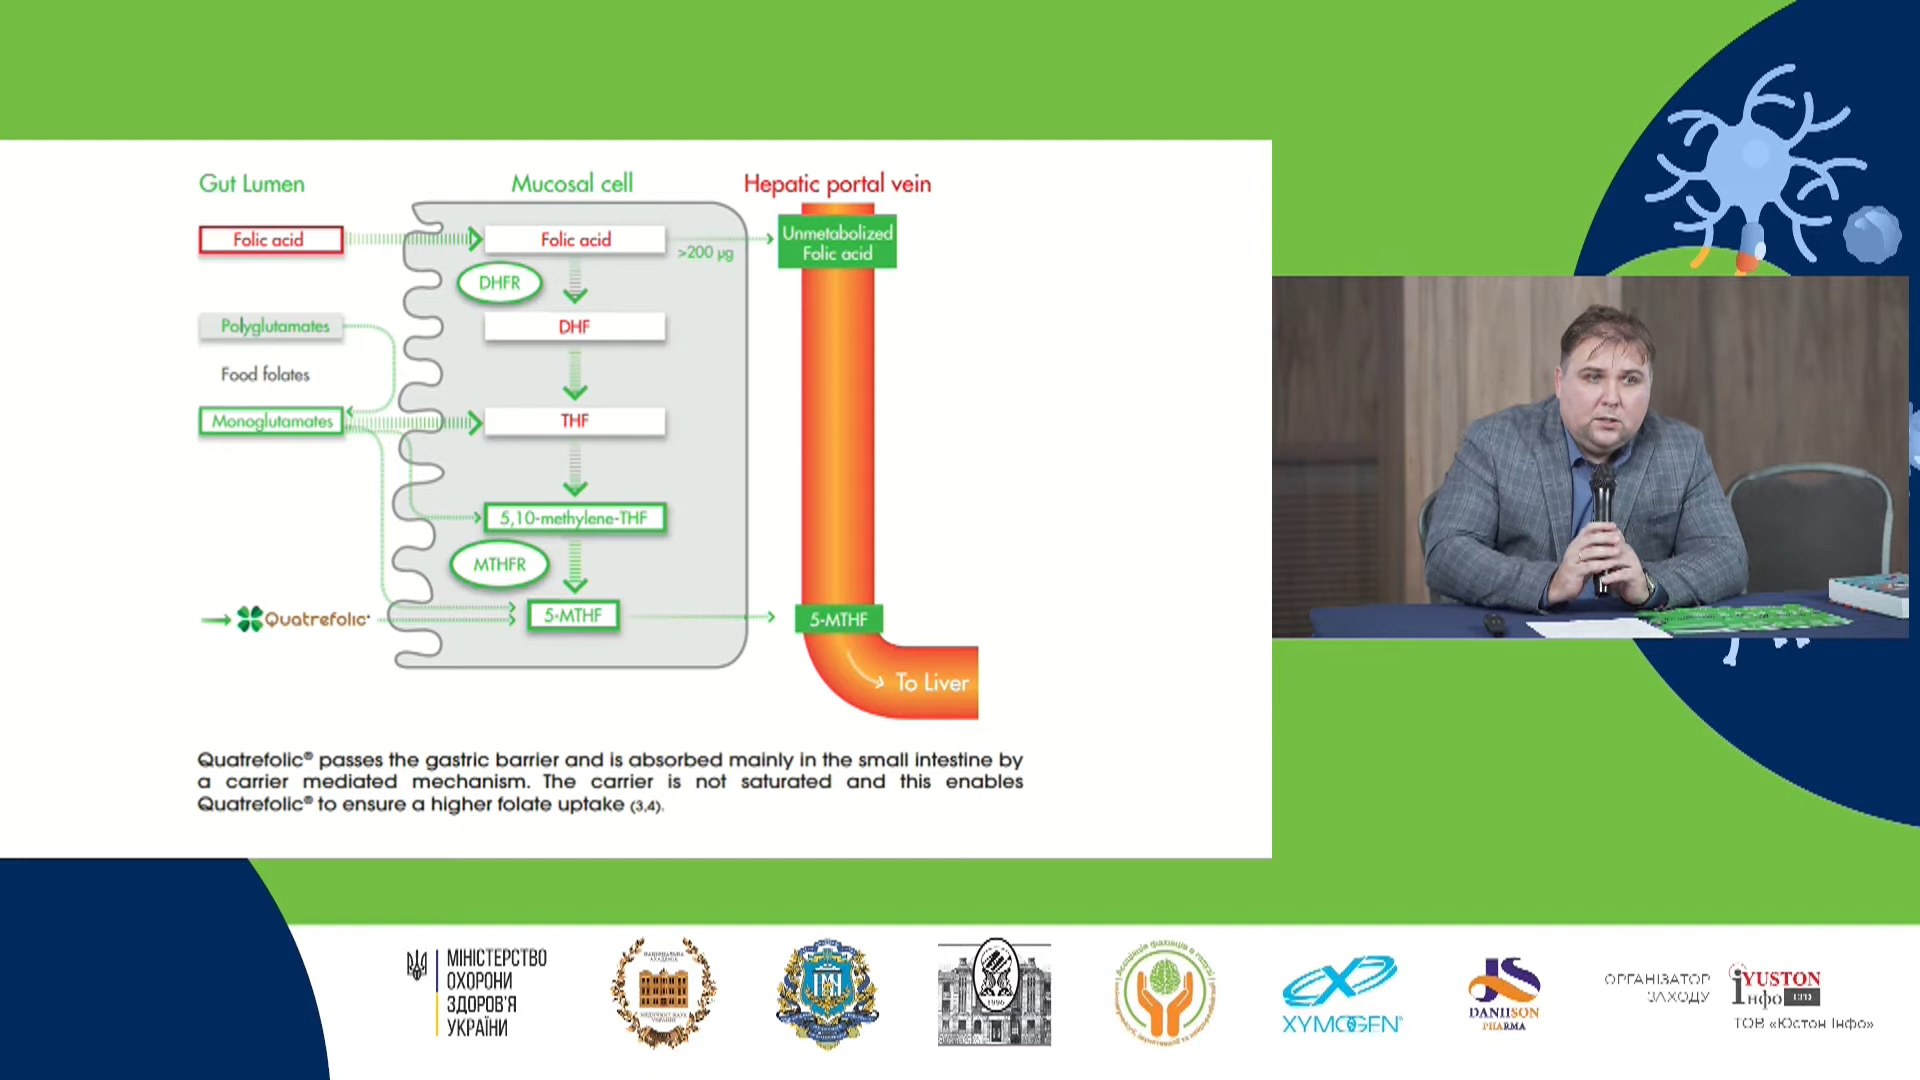 Gut Lumen
Mucosal cell
Hepatic portal vein
Folic acid
Folic acid
>200 µg
Unmetabolized
Folic acid
DHFR
Polyglutamates
DHF
Food folates
Monoglutamates
THF
5,10-methylene-THF
MTHFR
Quatrefolic
5-MTHF
5-MTHF
To Liver
Quatrefolic® passes the gastric barrier and is absorbed mainly in the small intestine by
a carrier mediated mechanism. The carrier is not saturated and this enables
Quatrefolic® to ensure a higher folate uptake (3,4).
МІНІСТЕРСТВО
ОХОРОНИ
ЗДОРОВ'Я
УКРАЇНИ
1996
XYMOGEN®
DANIISON
PHARMA
ОРГАНІЗАТОР
ЗАХОДУ
iYUSTON
Інфо LTD
ТОВ «Юстон Інфо»